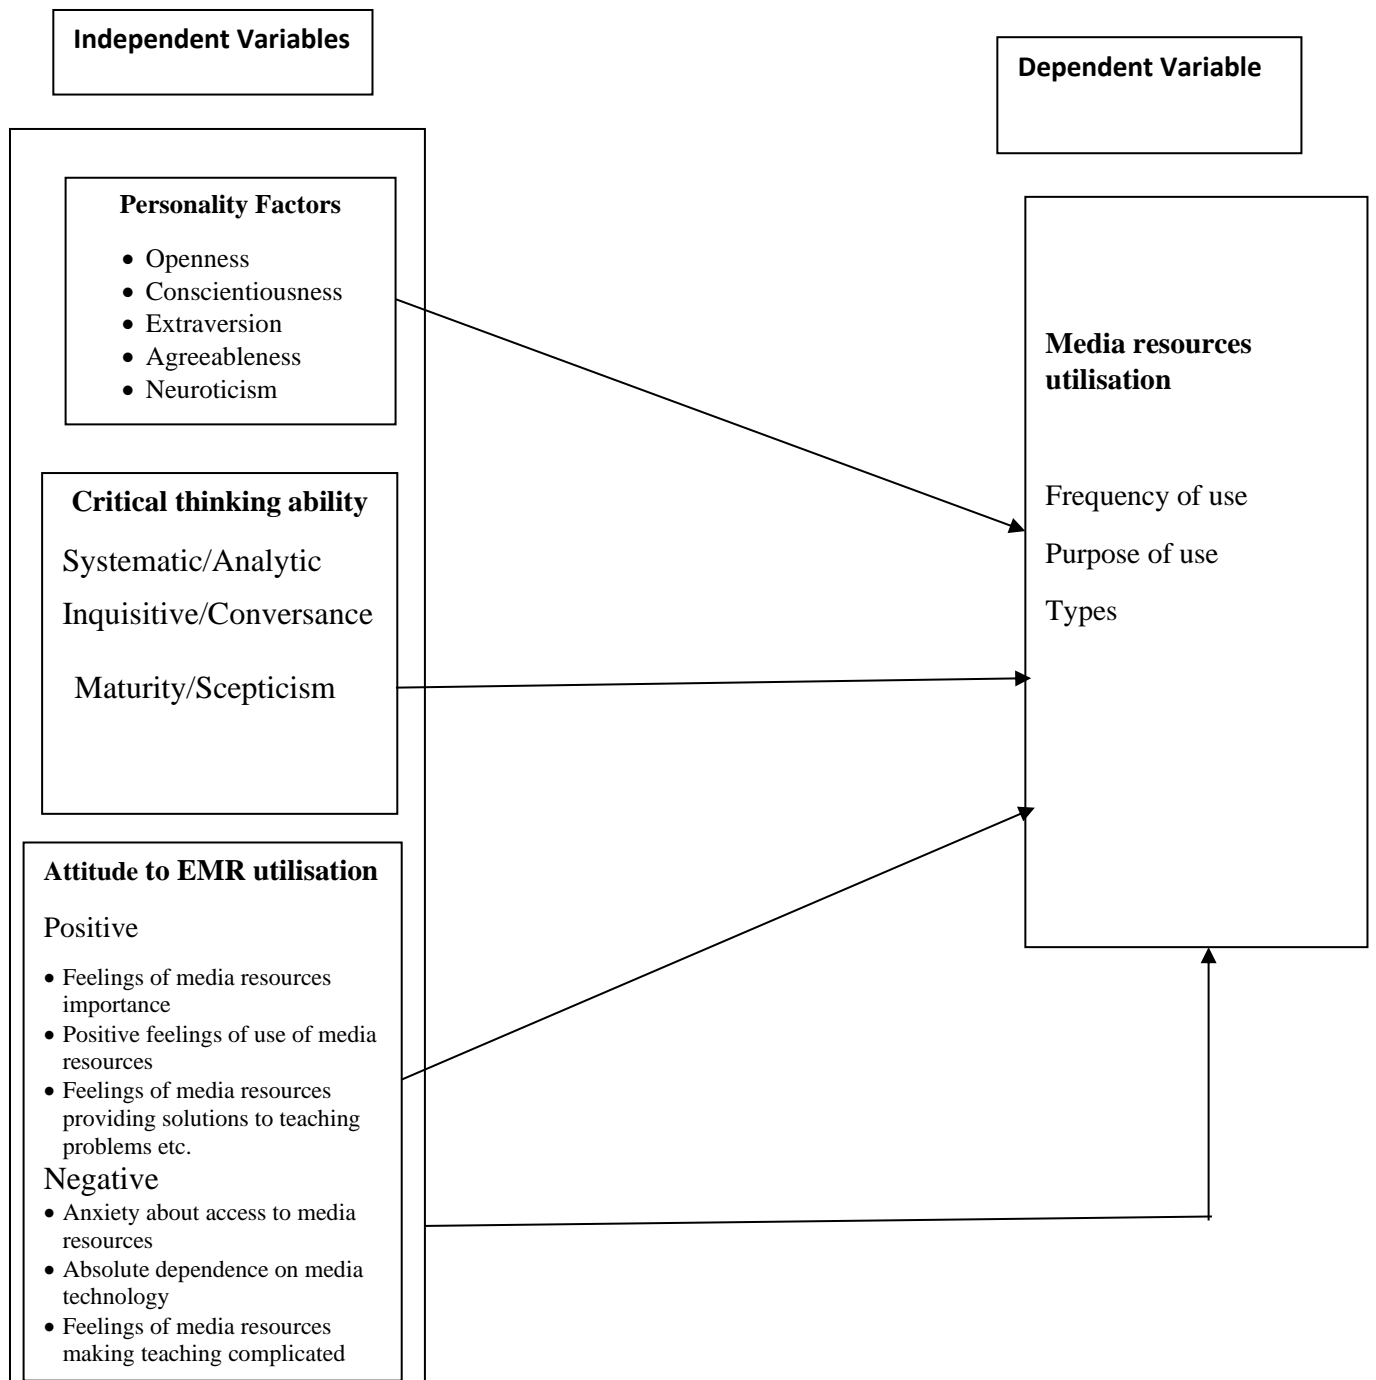 Independent Variables
Dependent Variable
Personality Factors
• Openness
• Conscientiousness
• Extraversion
• Agreeableness
• Neuroticism
Critical thinking ability
Systematic/Analytic
Inquisitive/Conversance
Maturity/Scepticism
Attitude to EMR utilisation
Positive
• Feelings of media resources
importance
• Positive feelings of use of media
resources
• Feelings of media resources
providing solutions to teaching
problems etc.
Negative
• Anxiety about access to media
resources
• Absolute dependence on media
technology
• Feelings of media resources
making teaching complicated
Media resources
utilisation
Frequency of use
Purpose of use
Types